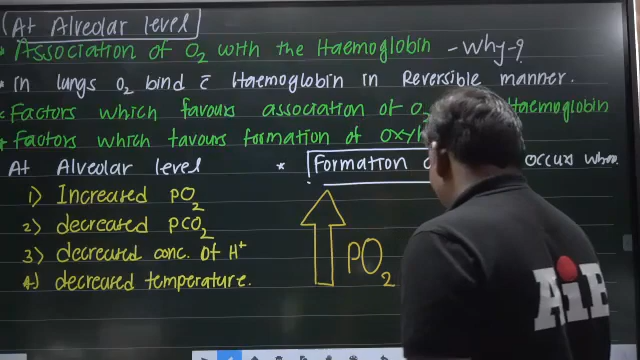 (At Alveolar level)
* Association of O2 with the Haemoglobin - Why-?
* In lungs O2 bind c̄ Haemoglobin in Reversible manner.
* Factors which favours association of O2 Haemoglobin
* Factors which favours formation of
At Alveolar level * Formation occurs when
1) Increased PO2
2) decreased PCO2
3) decreased conc. of H+
4) decreased temperature.
PO2
AiB